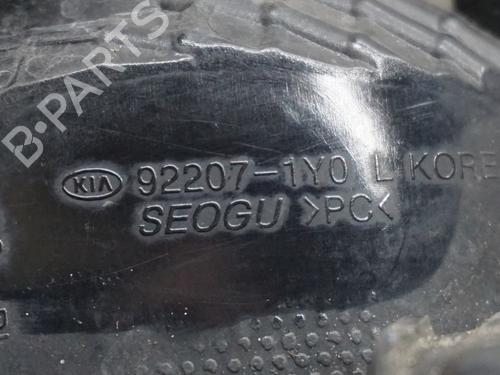 B-PARTS
KIA 92207-1Y0 L KORE
SEOGU >PC<